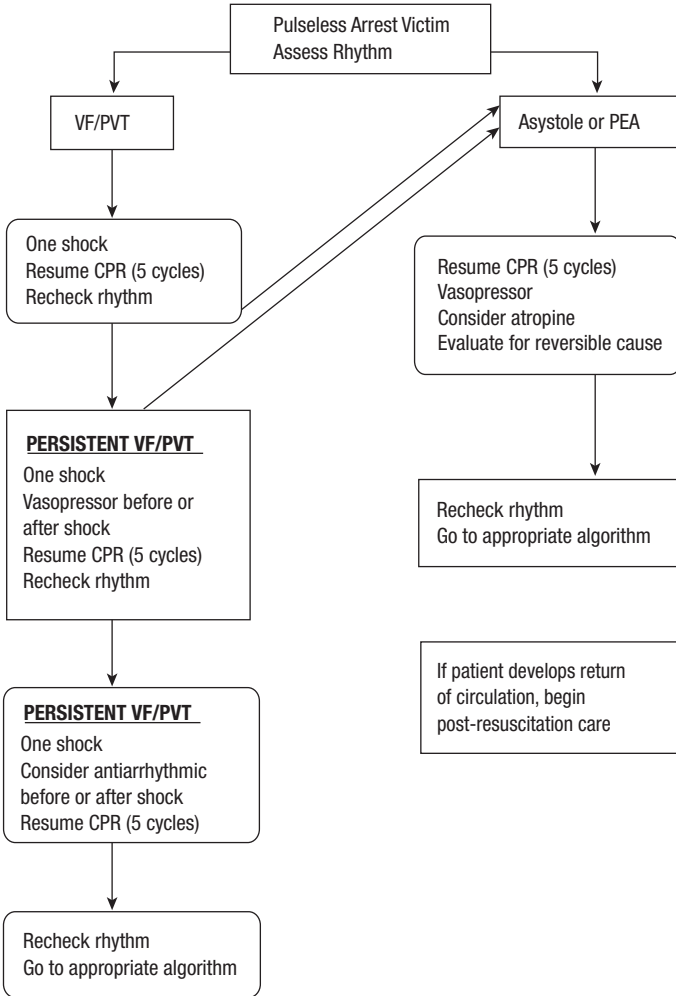 Pulseless Arrest Victim
Assess Rhythm
VF/PVT
Asystole or PEA
One shock
Resume CPR (5 cycles)
Recheck rhythm
Resume CPR (5 cycles)
Vasopressor
Consider atropine
Evaluate for reversible cause
PERSISTENT VF/PVT
One shock
Vasopressor before or
after shock
Resume CPR (5 cycles)
Recheck rhythm
Recheck rhythm
Go to appropriate algorithm
If patient develops return
of circulation, begin
post-resuscitation care
PERSISTENT VF/PVT
One shock
Consider antiarrhythmic
before or after shock
Resume CPR (5 cycles)
Recheck rhythm
Go to appropriate algorithm